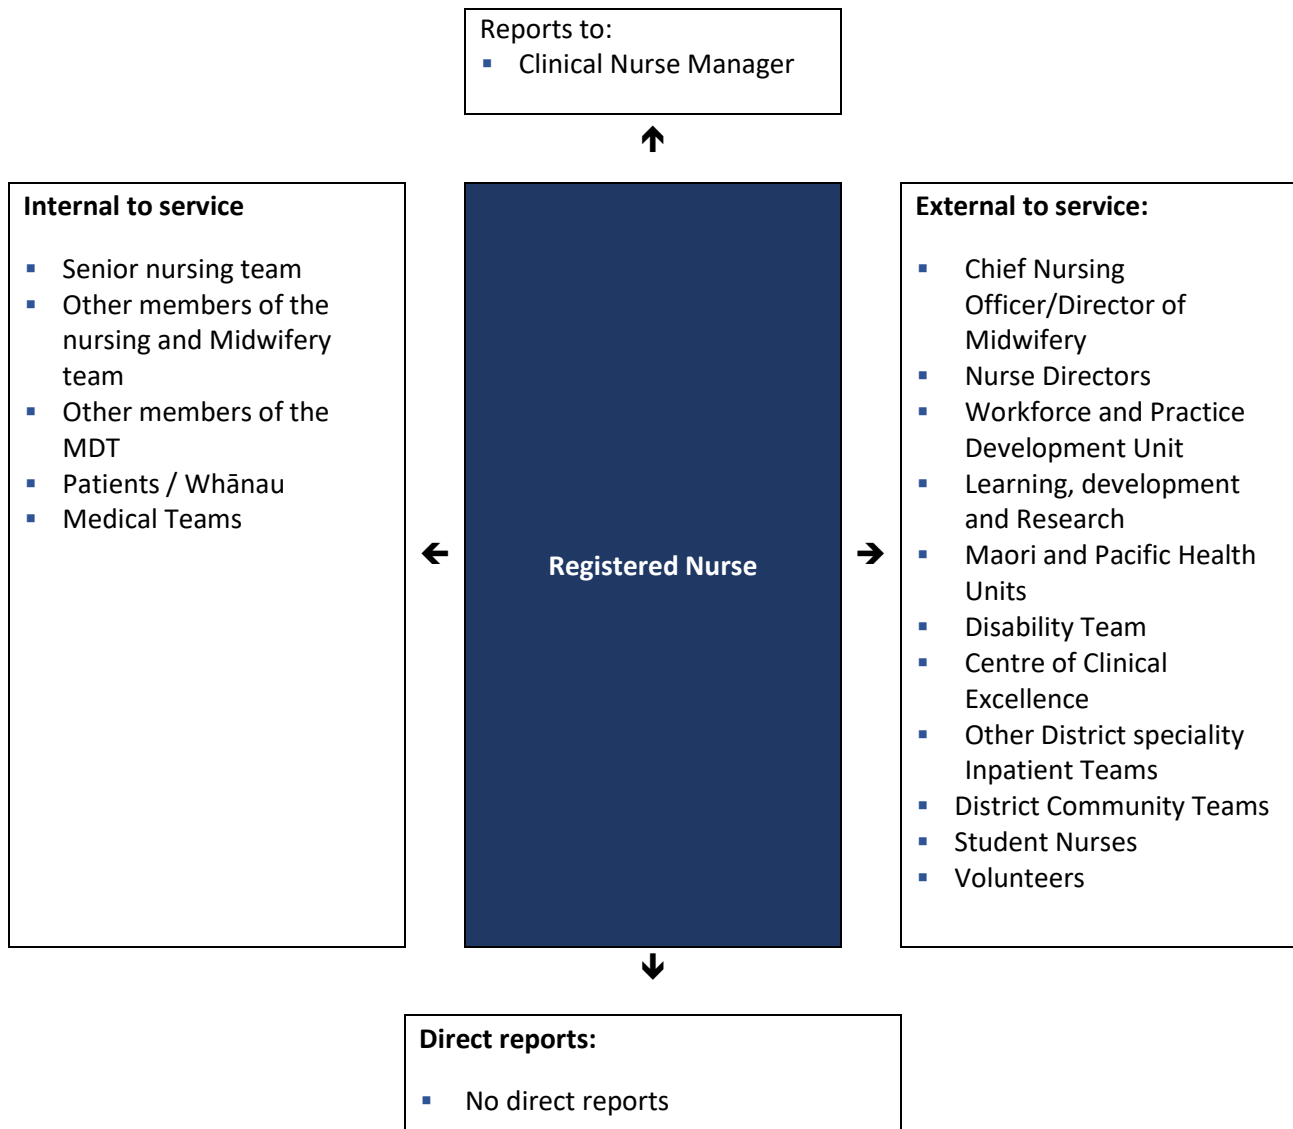 Reports to:
▪ Clinical Nurse Manager
Internal to service
▪ Senior nursing team
▪ Other members of the
nursing and Midwifery
team
▪ Other members of the
MDT
▪ Patients / Whānau
▪ Medical Teams
Registered Nurse
External to service:
▪ Chief Nursing
Officer/Director of
Midwifery
▪ Nurse Directors
▪ Workforce and Practice
Development Unit
▪ Learning, development
and Research
▪ Maori and Pacific Health
Units
▪ Disability Team
▪ Centre of Clinical
Excellence
▪ Other District speciality
Inpatient Teams
▪ District Community Teams
▪ Student Nurses
▪ Volunteers
Direct reports:
▪ No direct reports